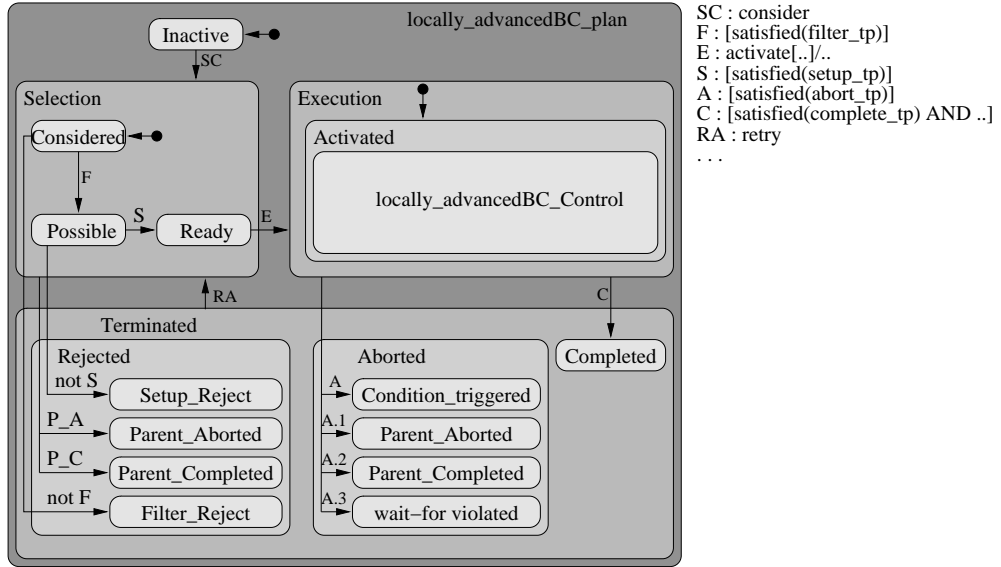 locally_advancedBC_plan
Inactive
SC
Selection
Considered
F
Possible
S
Ready
E
Execution
Activated
locally_advancedBC_Control
RA
C
Terminated
Rejected
not S
Setup_Reject
P_A
Parent_Aborted
P_C
Parent_Completed
not F
Filter_Reject
Aborted
A
Condition_triggered
A.1
Parent_Aborted
A.2
Parent_Completed
A.3
wait−for violated
Completed
SC : consider
F : [satisfied(filter_tp)]
E : activate[..]/..
S : [satisfied(setup_tp)]
A : [satisfied(abort_tp)]
C : [satisfied(complete_tp) AND ..]
RA : retry
. . .